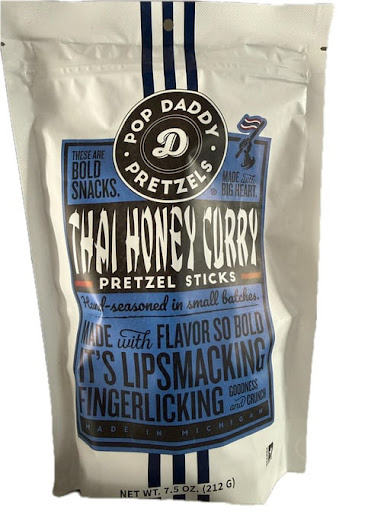 POP DADDY
D
PRETZELS
THESE ARE
BOLD
SNACKS.
MADE with
BIG HEART.
THAI HONEY CURRY
PRETZEL STICKS
Hand-seasoned in small batches.
MADE with FLAVOR SO BOLD
IT'S LIPSMACKING
FINGERLICKING GOODNESS
and CRUNCH
MADE IN MICHIGAN
NET WT. 7.5 OZ. (212 G)